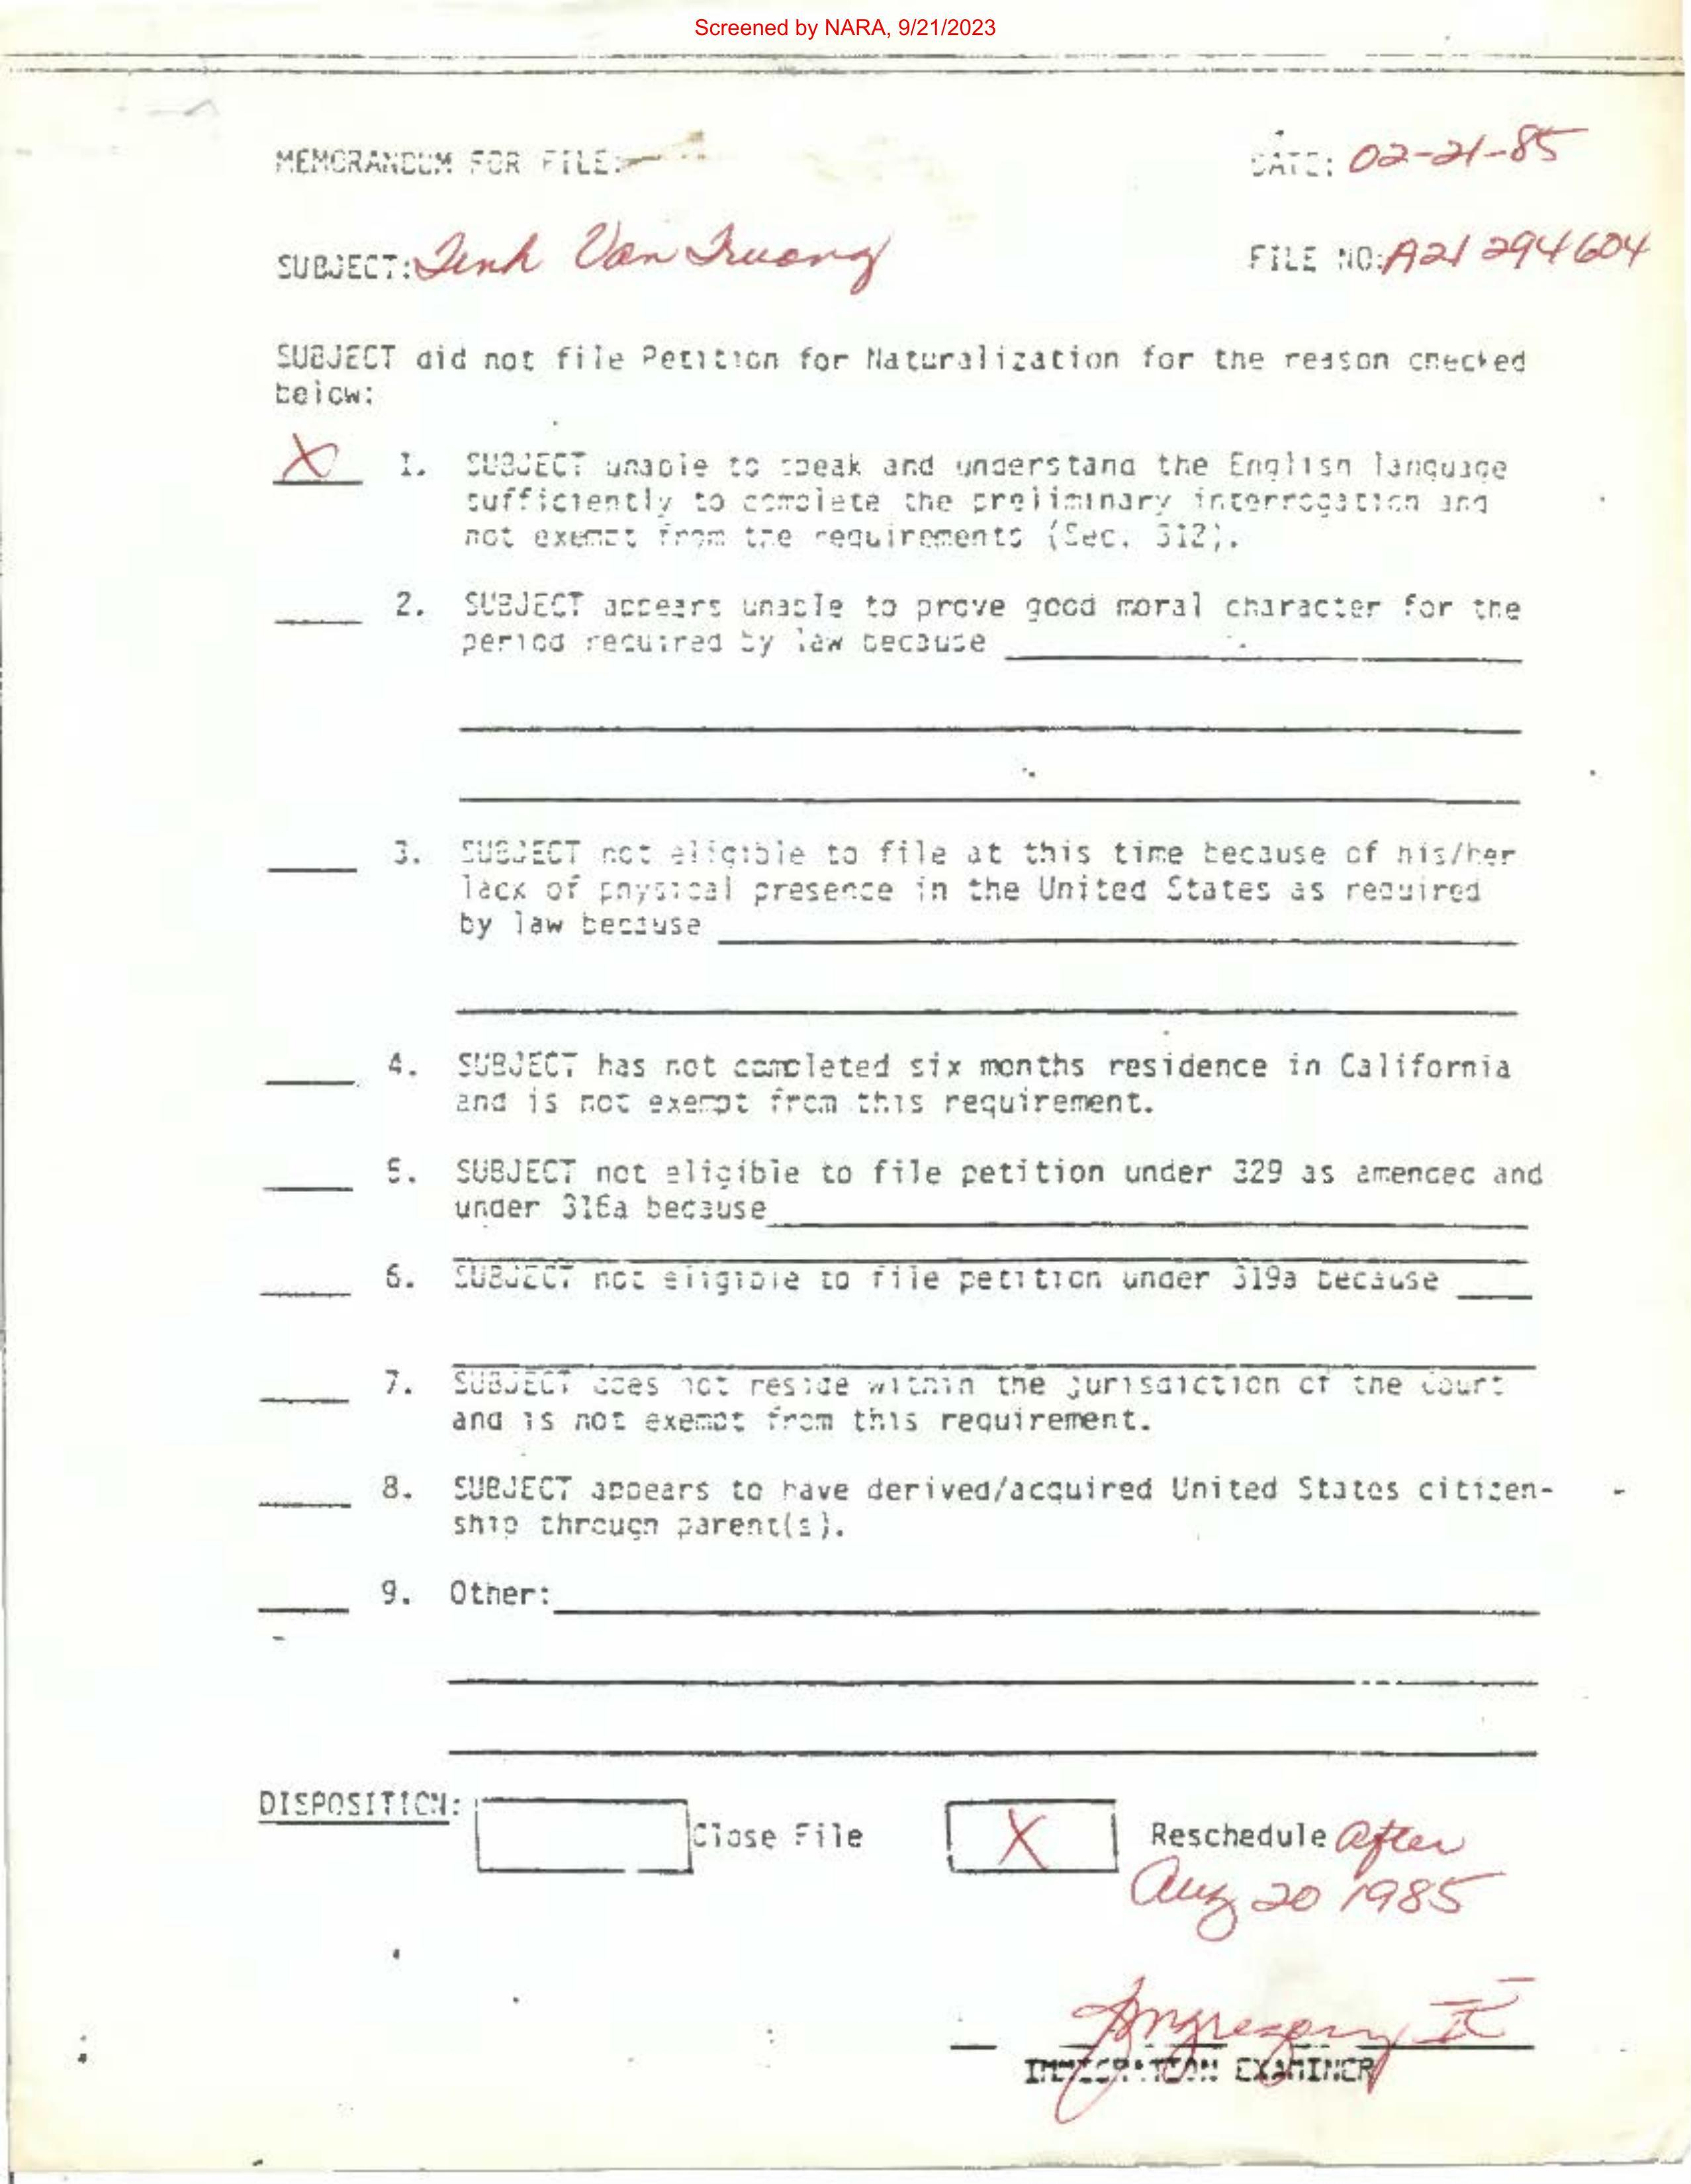 Screened by NARA, 9/21/2023
MEMORANDUM FOR FILE:
DATE: 02-21-85
SUBJECT: Tenh Van Truong
FILE NO: A21 294604
SUBJECT did not file Petition for Naturalization for the reason checked
below:
X 1. SUBJECT unable to speak and understand the English language
sufficiently to complete the preliminary interrogation and
not exempt from the requirements (Sec. 312).
2. SUBJECT appears unable to prove good moral character for the
period required by law because
3. SUBJECT not eligible to file at this time because of his/her
lack of physical presence in the United States as required
by law because
4. SUBJECT has not completed six months residence in California
and is not exempt from this requirement.
5. SUBJECT not eligible to file petition under 329 as amended and
under 316a because
6. SUBJECT not eligible to file petition under 319a because
7. SUBJECT does not reside within the jurisdiction of the Court
and is not exempt from this requirement.
8. SUBJECT appears to have derived/acquired United States citizen-
ship through parent(s).
9. Other:
DISPOSITION: Close File X Reschedule After
Aug 20 1985
IMMIGRATION EXAMINER